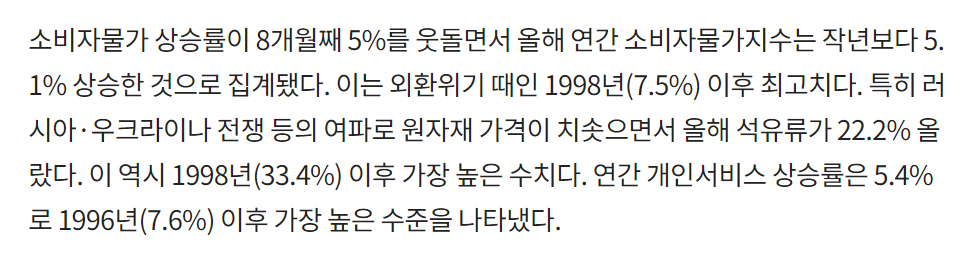 소비자물가 상승률이 8개월째 5%를 웃돌면서 올해 연간 소비자물가지수는 작년보다 5.
1% 상승한 것으로 집계됐다. 이는 외환위기 때인 1998년(7.5%) 이후 최고치다. 특히 러
시아·우크라이나 전쟁 등의 여파로 원자재 가격이 치솟으면서 올해 석유류가 22.2% 올
랐다. 이 역시 1998년(33.4%) 이후 가장 높은 수치다. 연간 개인서비스 상승률은 5.4%
로 1996년(7.6%) 이후 가장 높은 수준을 나타냈다.